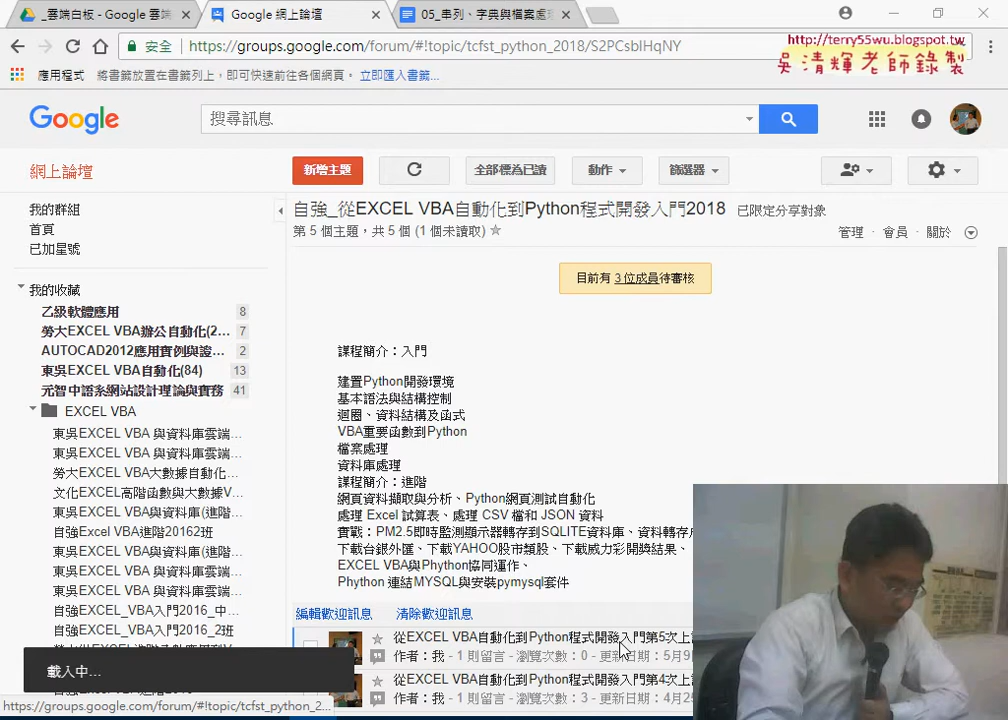 _雲端白板 - Google 雲端
Google 網上論壇
05_串列、字典與檔案處理
安全
https://groups.google.com/forum/#!topic/tcfst_python_2018/S2PCsblHqNY
http://terry55wu.blogspot.tw
吳清輝老師錄製
應用程式
將書籤放置在書籤列上，即可快速前往各個網頁。
立即匯入書籤...
Google
搜尋訊息
網上論壇
新增主題
全部標為已讀
動作
篩選器
我的群組
首頁
已加星號
自強_從EXCEL VBA自動化到Python程式開發入門2018
已限定分享對象
第 5 個主題，共 5 個 (1 個未讀取)
管理 · 會員 · 關於
目前有 3 位成員待審核
我的收藏
乙級軟體應用 8
勞大EXCEL VBA辦公自動化(2... 7
AUTOCAD2012應用實例與證... 2
東吳EXCEL VBA自動化(84) 13
元智中語系網站設計理論與實務 41
EXCEL VBA
東吳EXCEL VBA 與資料庫雲端...
東吳EXCEL VBA 與資料庫雲端...
勞大EXCEL VBA大數據自動化...
文化EXCEL高階函數與大數據V...
東吳EXCEL VBA與資料庫(雲端...
自強Excel VBA進階20162班
東吳EXCEL VBA與資料庫(雲端...
東吳EXCEL VBA與資料庫雲端...
東吳EXCEL VBA與資料庫雲端...
自強EXCEL_VBA入門2016_中...
自強EXCEL_VBA入門2016_2班
課程簡介：入門
建置Python開發環境
基本語法與結構控制
迴圈、資料結構及函式
VBA重要函數到Python
檔案處理
資料庫處理
課程簡介：進階
網頁資料擷取與分析、Python網頁測試自動化
處理 Excel 試算表、處理 CSV 檔和 JSON 資料
實戰：PM2.5即時監測顯示器轉存到SQLITE資料庫、資料轉存
下載台銀外匯、下載YAHOO股市類股、下載威力彩開獎結果、
EXCEL VBA與Phython協同運作、
Phython 連結MYSQL與安裝pymysql套件
編輯歡迎訊息
清除歡迎訊息
從EXCEL VBA自動化到Python程式開發入門第5次上
作者：我 - 1 則留言 - 瀏覽次數：0 - 更新日期：5月9
從EXCEL VBA自動化到Python程式開發入門第4次上
作者：我 - 1 則留言 - 瀏覽次數：3 - 更新日期：4月2
載入中...
https://groups.google.com/forum/#!topic/tcfst_python_2...